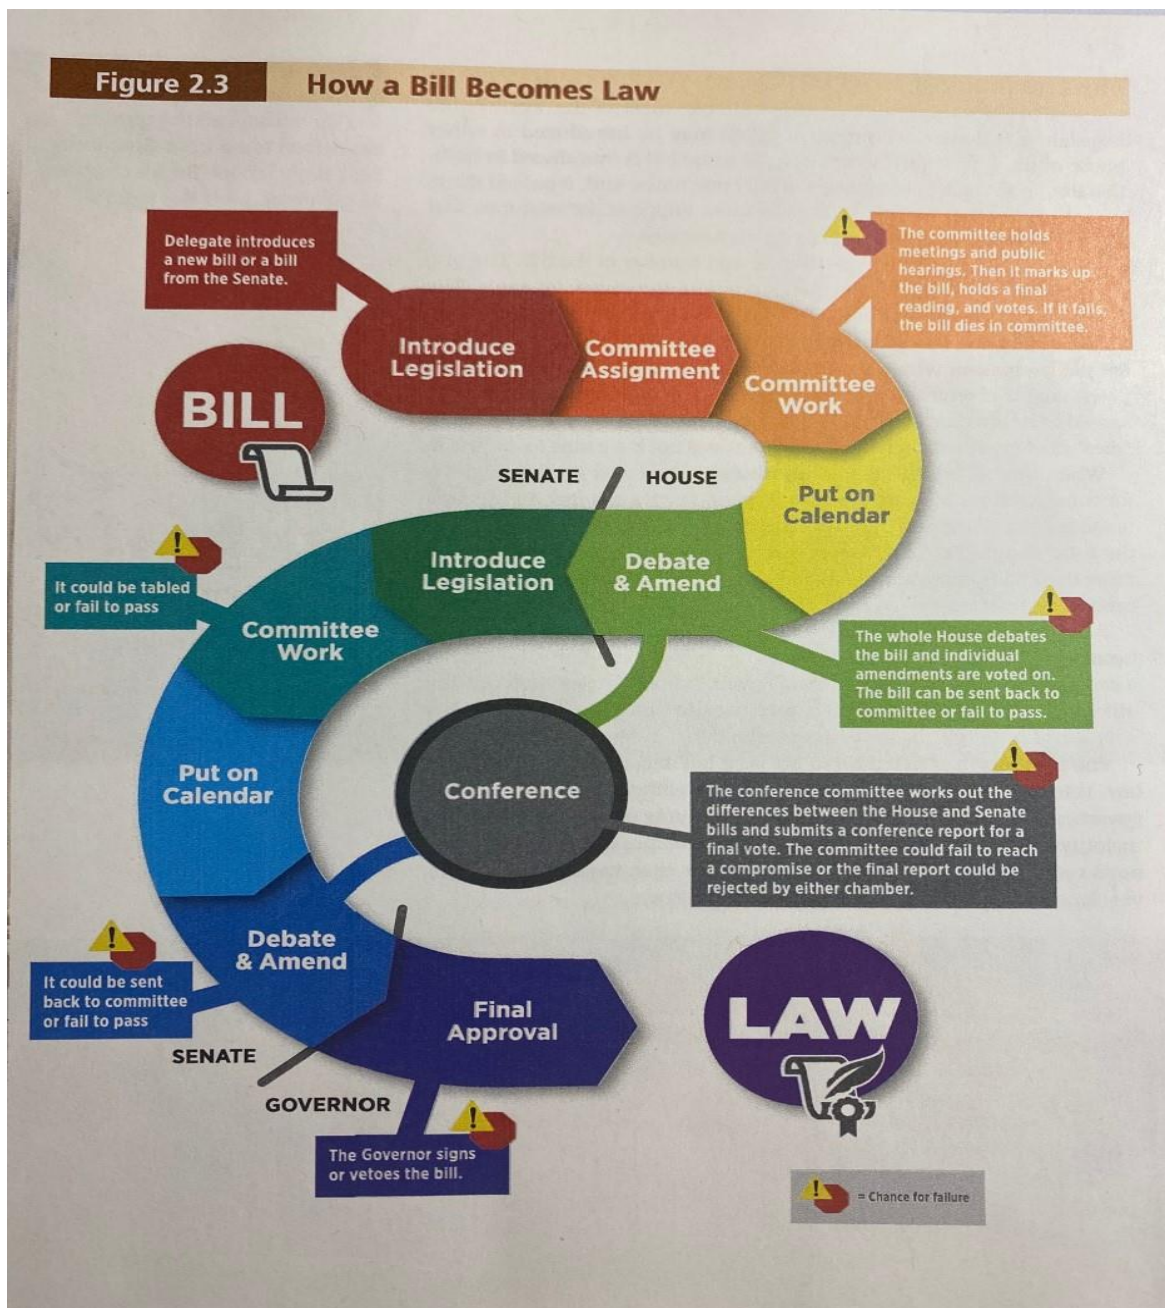 Figure 2.3 How a Bill Becomes Law
Delegate introduces
a new bill or a bill
from the Senate.
The committee holds
meetings and public
hearings. Then it marks up
the bill, holds a final
reading, and votes. If it fails,
the bill dies in committee.
Introduce
Legislation
Committee
Assignment
Committee
Work
BILL
SENATE
HOUSE
Put on
Calendar
Introduce
Legislation
Debate
& Amend
It could be tabled
or fail to pass
Committee
Work
The whole House debates
the bill and individual
amendments are voted on.
The bill can be sent back to
committee or fail to pass.
Put on
Calendar
Conference
The conference committee works out the
differences between the House and Senate
bills and submits a conference report for a
final vote. The committee could fail to reach
a compromise or the final report could be
rejected by either chamber.
Debate
& Amend
It could be sent
back to committee
or fail to pass
Final
Approval
LAW
SENATE
GOVERNOR
The Governor signs
or vetoes the bill.
= Chance for failure